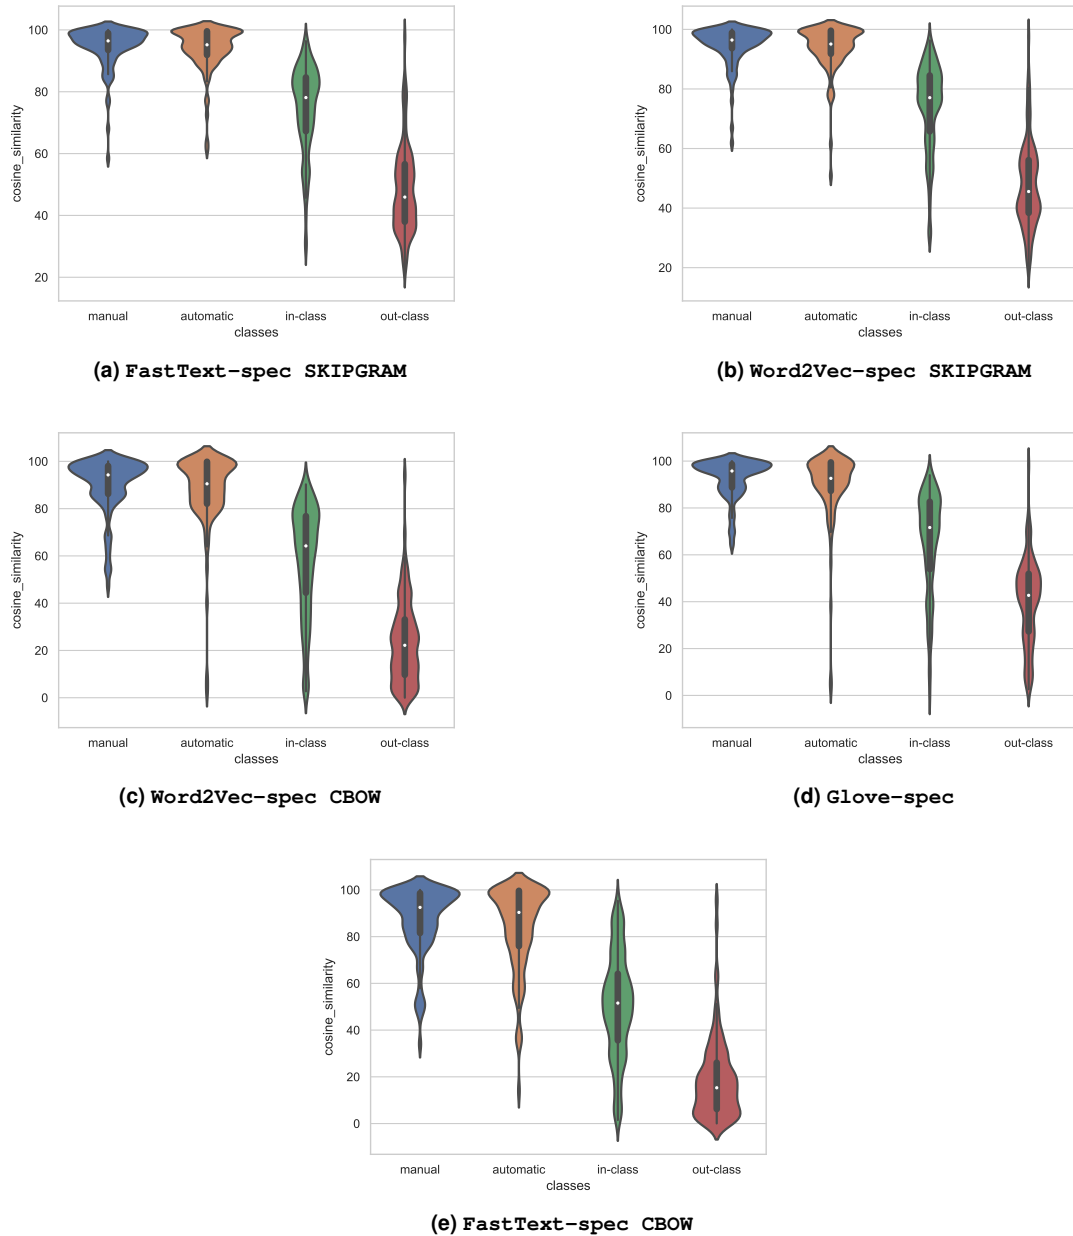 100
80
60
40
20
cosine_similarity
manual automatic in-class out-class
classes
(a) FastText-spec SKIPGRAM
100
80
60
40
20
cosine_similarity
manual automatic in-class out-class
classes
(b) Word2Vec-spec SKIPGRAM
100
80
60
40
20
0
cosine_similarity
manual automatic in-class out-class
classes
(c) Word2Vec-spec CBOW
100
80
60
40
20
0
cosine_similarity
manual automatic in-class out-class
classes
(d) Glove-spec
100
80
60
40
20
0
cosine_similarity
manual automatic in-class out-class
classes
(e) FastText-spec CBOW